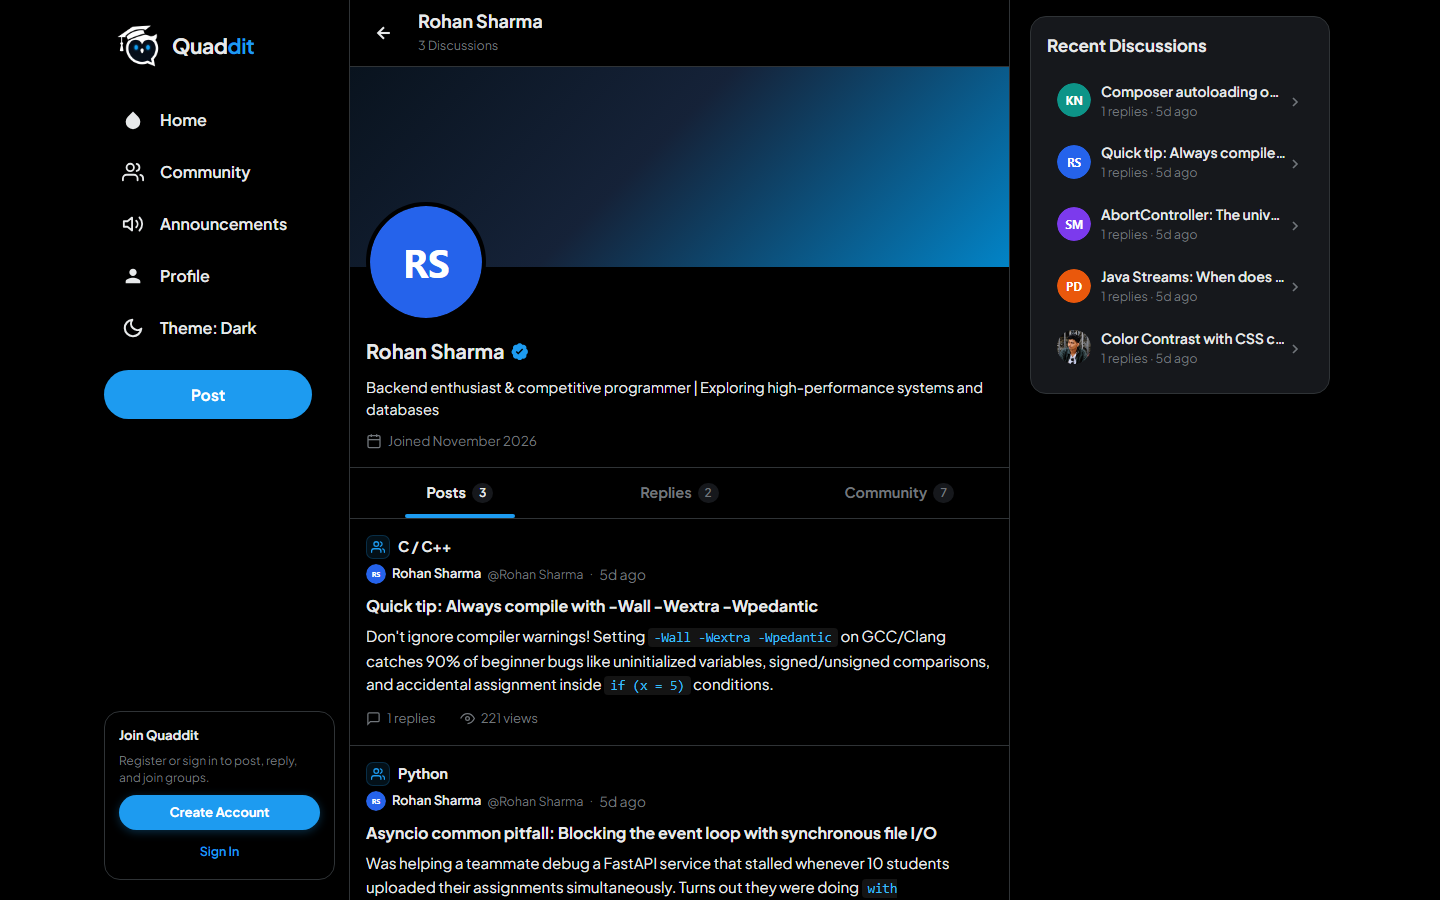 Quaddit
Home
Community
Announcements
Profile
Theme: Dark
Post
Join Quaddit
Register or sign in to post, reply,
and join groups.
Create Account
Sign In
Rohan Sharma
3 Discussions
RS
Rohan Sharma
Backend enthusiast & competitive programmer | Exploring high-performance systems and
databases
Joined November 2026
Posts 3
Replies 2
Community 7
C / C++
RS Rohan Sharma @Rohan Sharma · 5d ago
Quick tip: Always compile with -Wall -Wextra -Wpedantic
Don't ignore compiler warnings! Setting -Wall -Wextra -Wpedantic on GCC/Clang
catches 90% of beginner bugs like uninitialized variables, signed/unsigned comparisons,
and accidental assignment inside if (x = 5) conditions.
1 replies 221 views
Python
RS Rohan Sharma @Rohan Sharma · 5d ago
Asyncio common pitfall: Blocking the event loop with synchronous file I/O
Was helping a teammate debug a FastAPI service that stalled whenever 10 students
uploaded their assignments simultaneously. Turns out they were doing with
Recent Discussions
KN
Composer autoloading o...
1 replies · 5d ago
RS
Quick tip: Always compile...
1 replies · 5d ago
SM
AbortController: The univ...
1 replies · 5d ago
PD
Java Streams: When does ...
1 replies · 5d ago
Color Contrast with CSS c...
1 replies · 5d ago